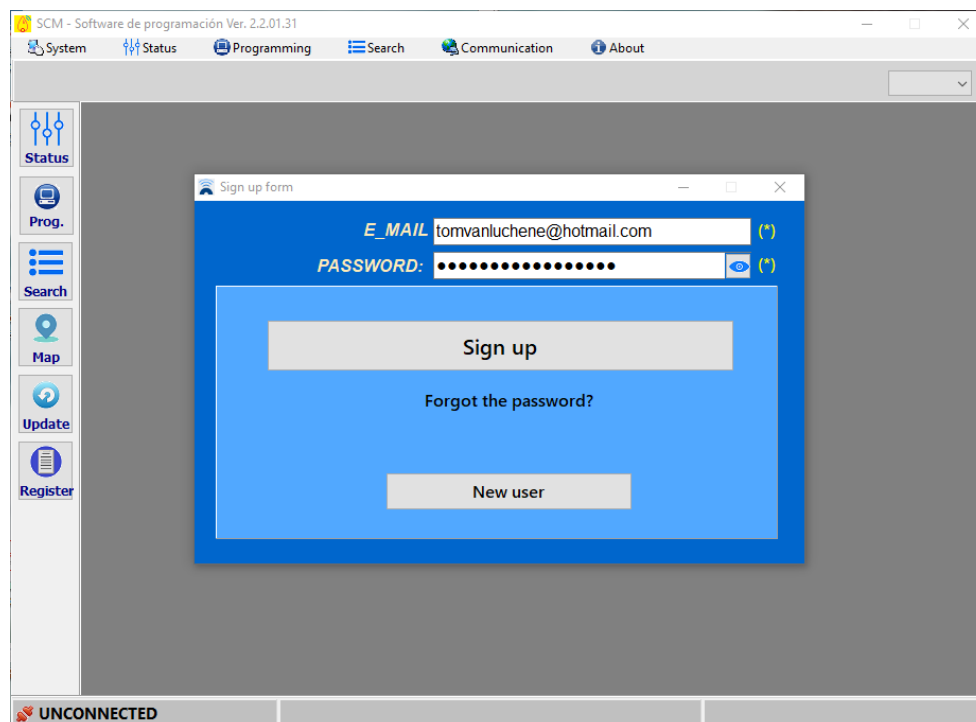 SCM - Software de programación Ver. 2.2.01.31
System Status Programming Search Communication About
Status
Prog.
Search
Map
Update
Register
Sign up form
E_MAIL tomvanluchene@hotmail.com (*)
PASSWORD: ●●●●●●●●●●●●●●●●● (*)
Sign up
Forgot the password?
New user
UNCONNECTED